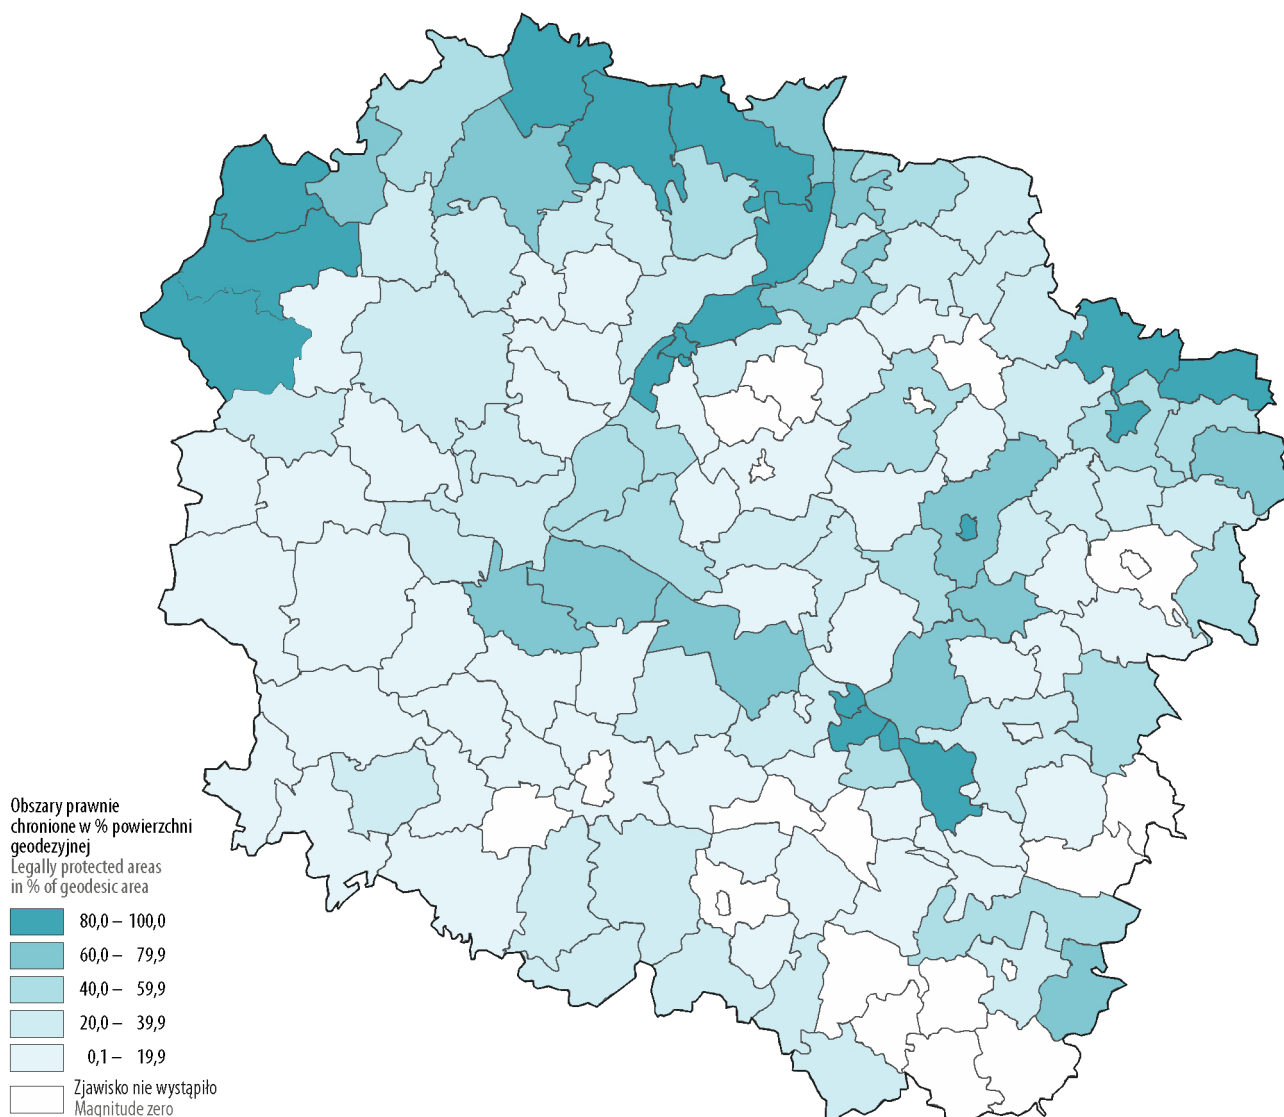 Obszary prawnie
chronione w % powierzchni
geodezyjnej
Legally protected areas
in % of geodesic area
80,0 – 100,0
60,0 – 79,9
40,0 – 59,9
20,0 – 39,9
0,1 – 19,9
Zjawisko nie wystąpiło
Magnitude zero